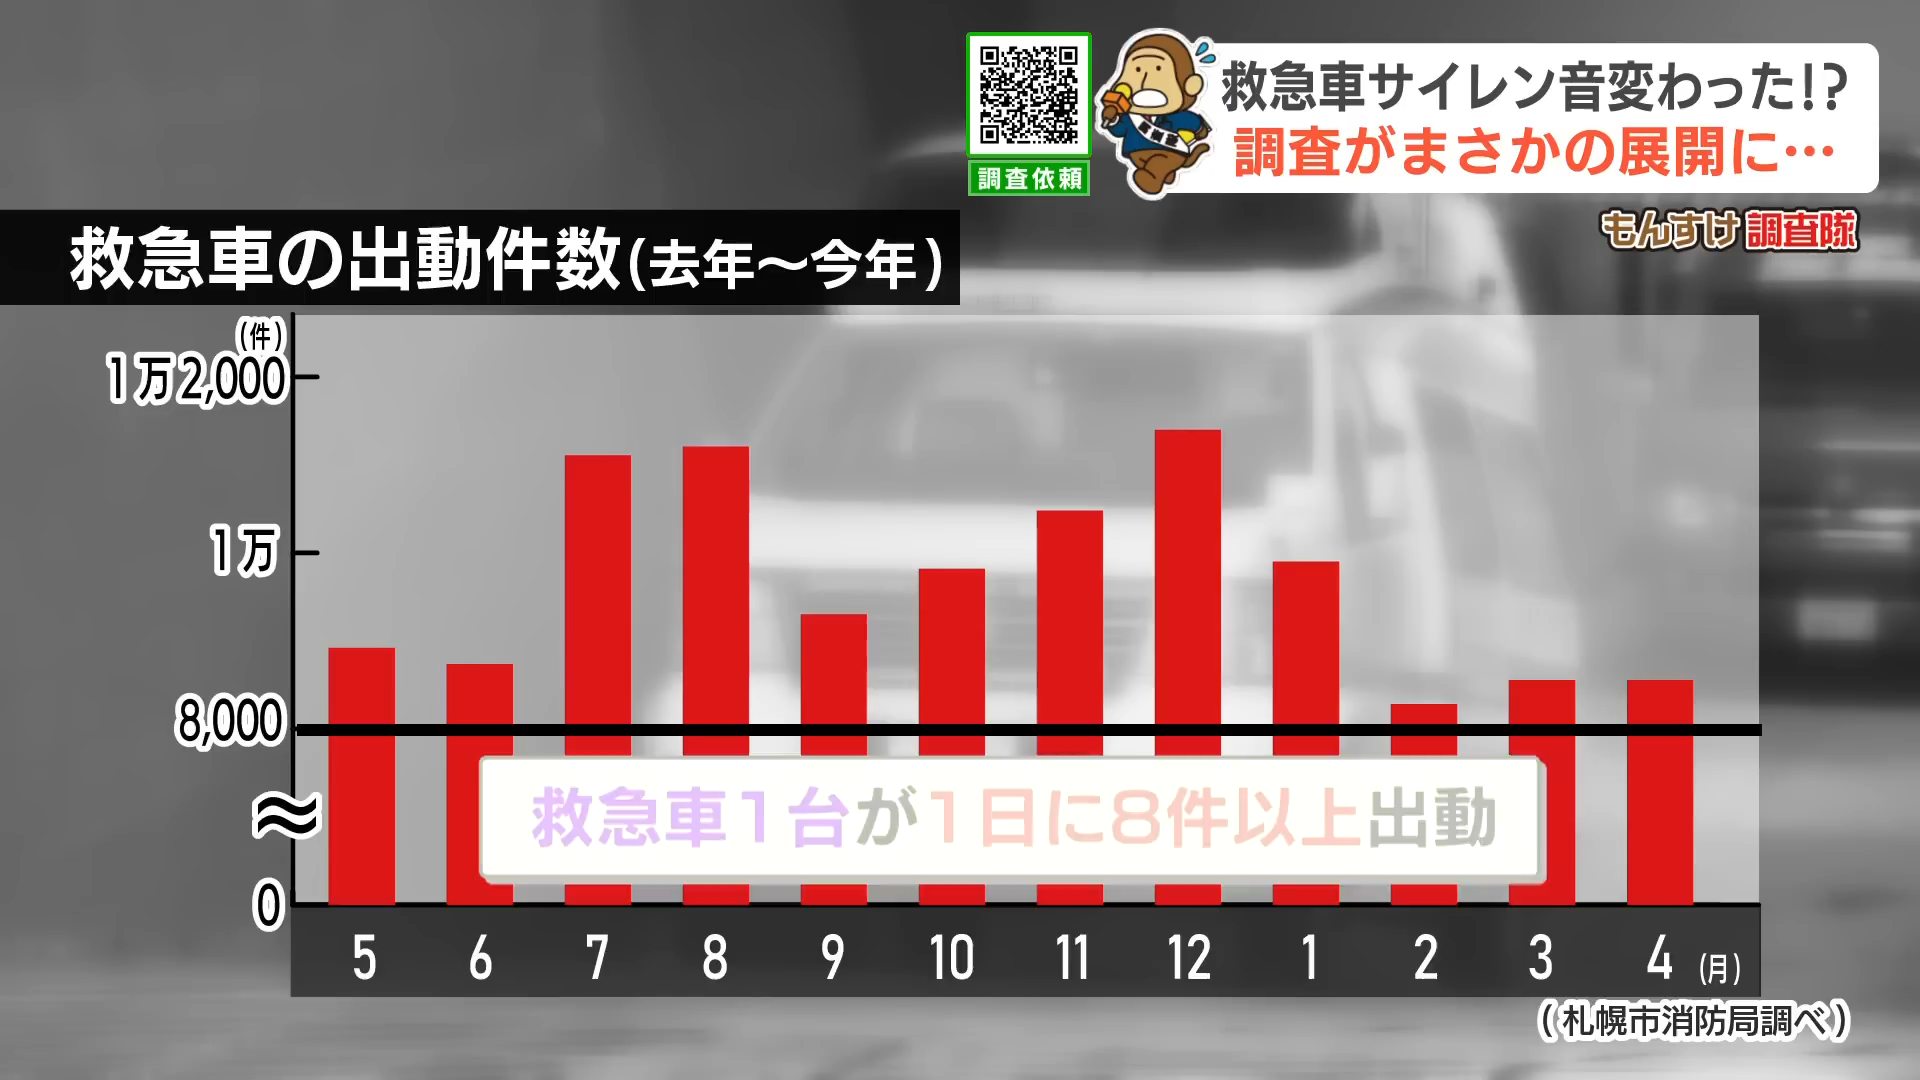 救急車サイレン音変わった!?
調査がまさかの展開に…
調査依頼
もんすけ調査隊
救急車の出動件数(去年～今年)
(件)
1万2,000
1万
8,000
0
救急車1台が1日に8件以上出動
5 6 7 8 9 10 11 12 1 2 3 4 (月)
(札幌市消防局調べ)